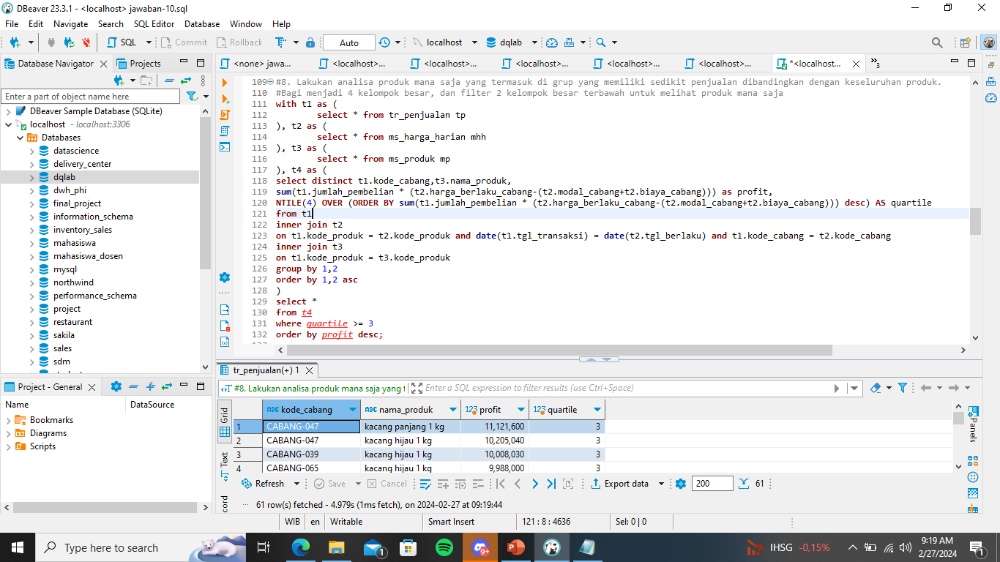 DBeaver 23.3.1 - <localhost> jawaban-10.sql
File Edit Navigate Search SQL Editor Database Window Help
SQL Commit Rollback Auto localhost dqlab
Database Navigator Projects
<none> jawa... <localhost>... <localhost>... <localhost>... <localhost>... <localhost>... *<localhost... 3
Enter a part of object name here
DBeaver Sample Database (SQLite)
localhost - localhost:3306
Databases
datascience
delivery_center
dqlab
dwh_phi
final_project
information_schema
inventory_sales
mahasiswa
mahasiswa_dosen
mysql
northwind
performance_schema
project
restaurant
sakila
sales
sdm
109 #8. Lakukan analisa produk mana saja yang termasuk di grup yang memiliki sedikit penjualan dibandingkan dengan keseluruhan produk.
110 #Bagi menjadi 4 kelompok besar, dan filter 2 kelompok besar terbawah untuk melihat produk mana saja
111 with t1 as (
112 select * from tr_penjualan tp
113 ), t2 as (
114 select * from ms_harga_harian mhh
115 ), t3 as (
116 select * from ms_produk mp
117 ), t4 as (
118 select distinct t1.kode_cabang,t3.nama_produk,
119 sum(t1.jumlah_pembelian * (t2.harga_berlaku_cabang-(t2.modal_cabang+t2.biaya_cabang))) as profit,
120 NTILE(4) OVER (ORDER BY sum(t1.jumlah_pembelian * (t2.harga_berlaku_cabang-(t2.modal_cabang+t2.biaya_cabang))) desc) AS quartile
121 from t1
122 inner join t2
123 on t1.kode_produk = t2.kode_produk and date(t1.tgl_transaksi) = date(t2.tgl_berlaku) and t1.kode_cabang = t2.kode_cabang
124 inner join t3
125 on t1.kode_produk = t3.kode_produk
126 group by 1,2
127 order by 1,2 asc
128 )
129 select *
130 from t4
131 where quartile >= 3
132 order by profit desc;
Project - General
Name DataSource
Bookmarks
Diagrams
Scripts
tr_penjualan(+) 1
#8. Lakukan analisa produk mana saja yang t Enter a SQL expression to filter results (use Ctrl+Space)
Grid
Text
cord
Panels
ABC kode_cabang ABC nama_produk 123 profit 123 quartile
1 CABANG-047 kacang panjang 1 kg 11,121,600 3
2 CABANG-047 kacang hijau 1 kg 10,205,040 3
3 CABANG-039 kacang hijau 1 kg 10,008,030 3
4 CABANG-065 kacang hijau 1 kg 9,988,000 3
Refresh Save Cancel Export data 200 61
61 row(s) fetched - 4.979s (1ms fetch), on 2024-02-27 at 09:19:44
WIB en Writable Smart Insert 121 : 8 : 4636 Sel: 0 | 0
Type here to search
1
9+
IHSG -0,15%
9:19 AM
2/27/2024
1